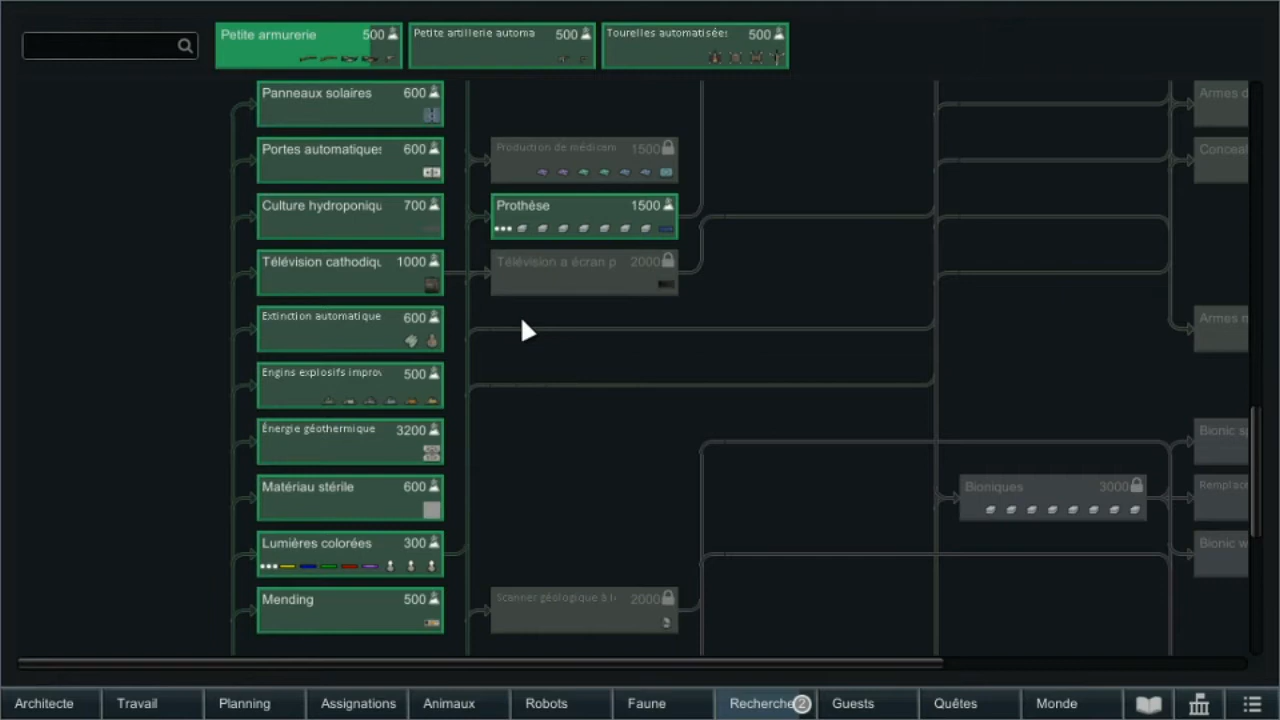 Petite armurerie 500
Petite artillerie automa 500
Tourelles automatisées 500
Panneaux solaires 600
Armes d
Portes automatiques 600
Production de médicam 1500
Conceal
Culture hydroponiqu 700
Prothèse 1500
Télévision cathodiqu 1000
Télévision a écran p 2000
Extinction automatique 600
Armes n
Engins explosifs improv 500
Énergie géothermique 3200
Bionic s
Matériau stérile 600
Bioniques 3000
Remplace
Lumières colorées 300
Bionic w
Mending 500
Scanner géologique à l 2000
Architecte
Travail
Planning
Assignations
Animaux
Robots
Faune
Recherche 2
Guests
Quêtes
Monde